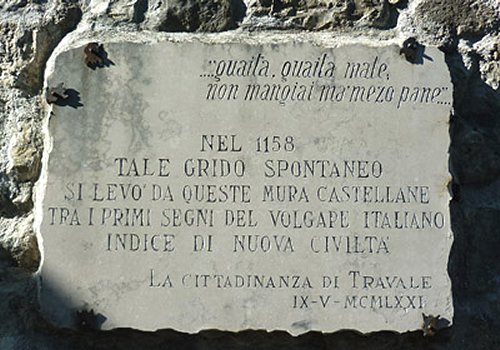 ....guaita, guaita male,
non mangiai ma mezo pane....
NEL 1158
TALE GRIDO SPONTANEO
SI LEVO' DA QUESTE MURA CASTELLANE
TRA I PRIMI SEGNI DEL VOLGARE ITALIANO
INDICE DI NUOVA CIVILTA'
LA CITTADINANZA DI TRAVALE
IX-V-MCMLXXI